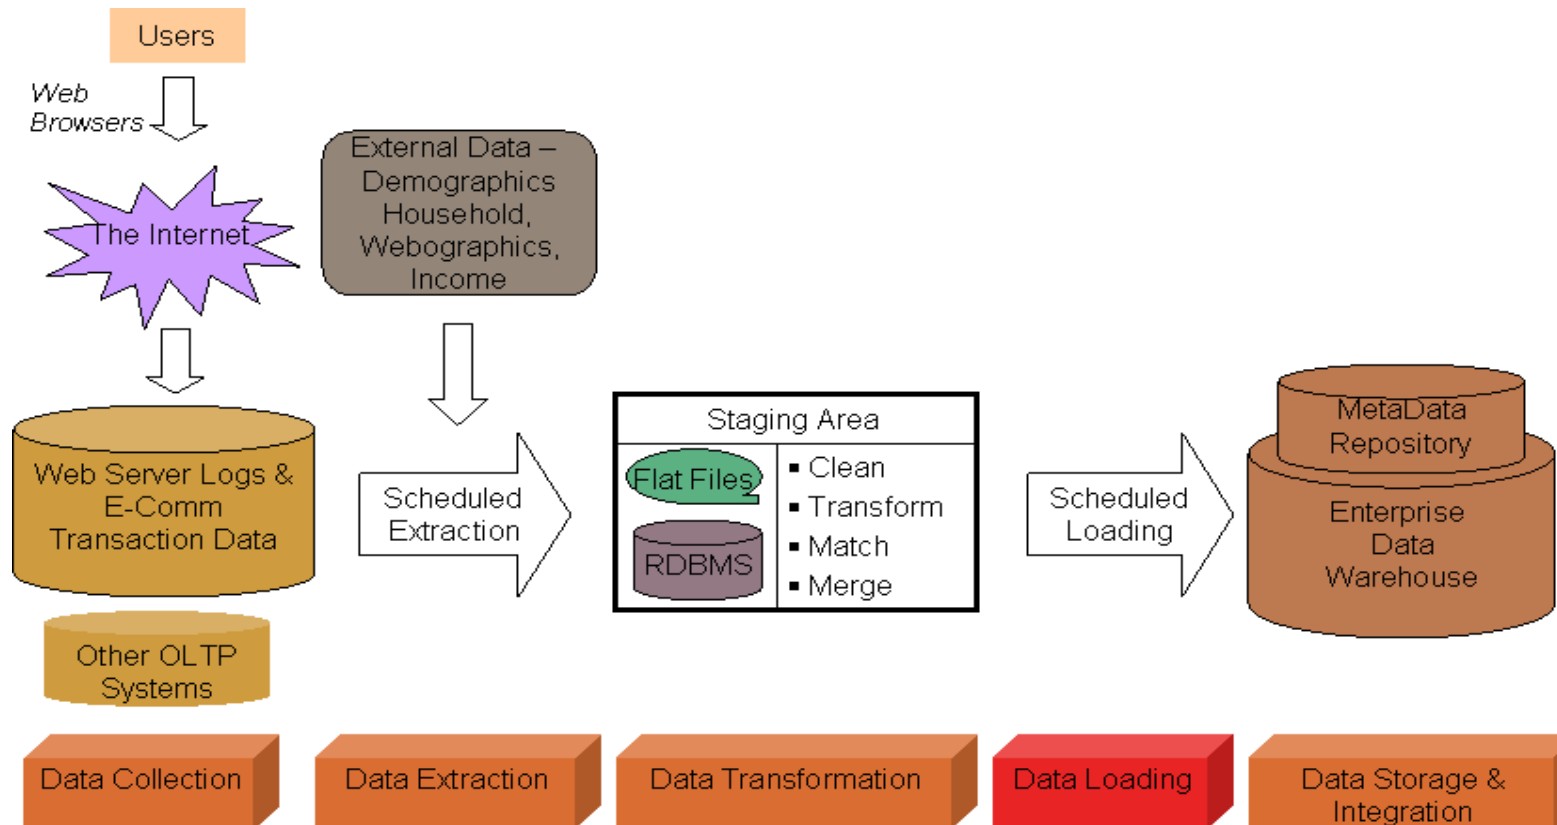 Users
Web
Browsers
The Internet
External Data –
Demographics
Household,
Webographics,
Income
Web Server Logs &
E-Comm
Transaction Data
Other OLTP
Systems
Scheduled
Extraction
Staging Area
Flat Files
RDBMS
▪ Clean
▪ Transform
▪ Match
▪ Merge
Scheduled
Loading
MetaData
Repository
Enterprise
Data
Warehouse
Data Collection
Data Extraction
Data Transformation
Data Loading
Data Storage &
Integration